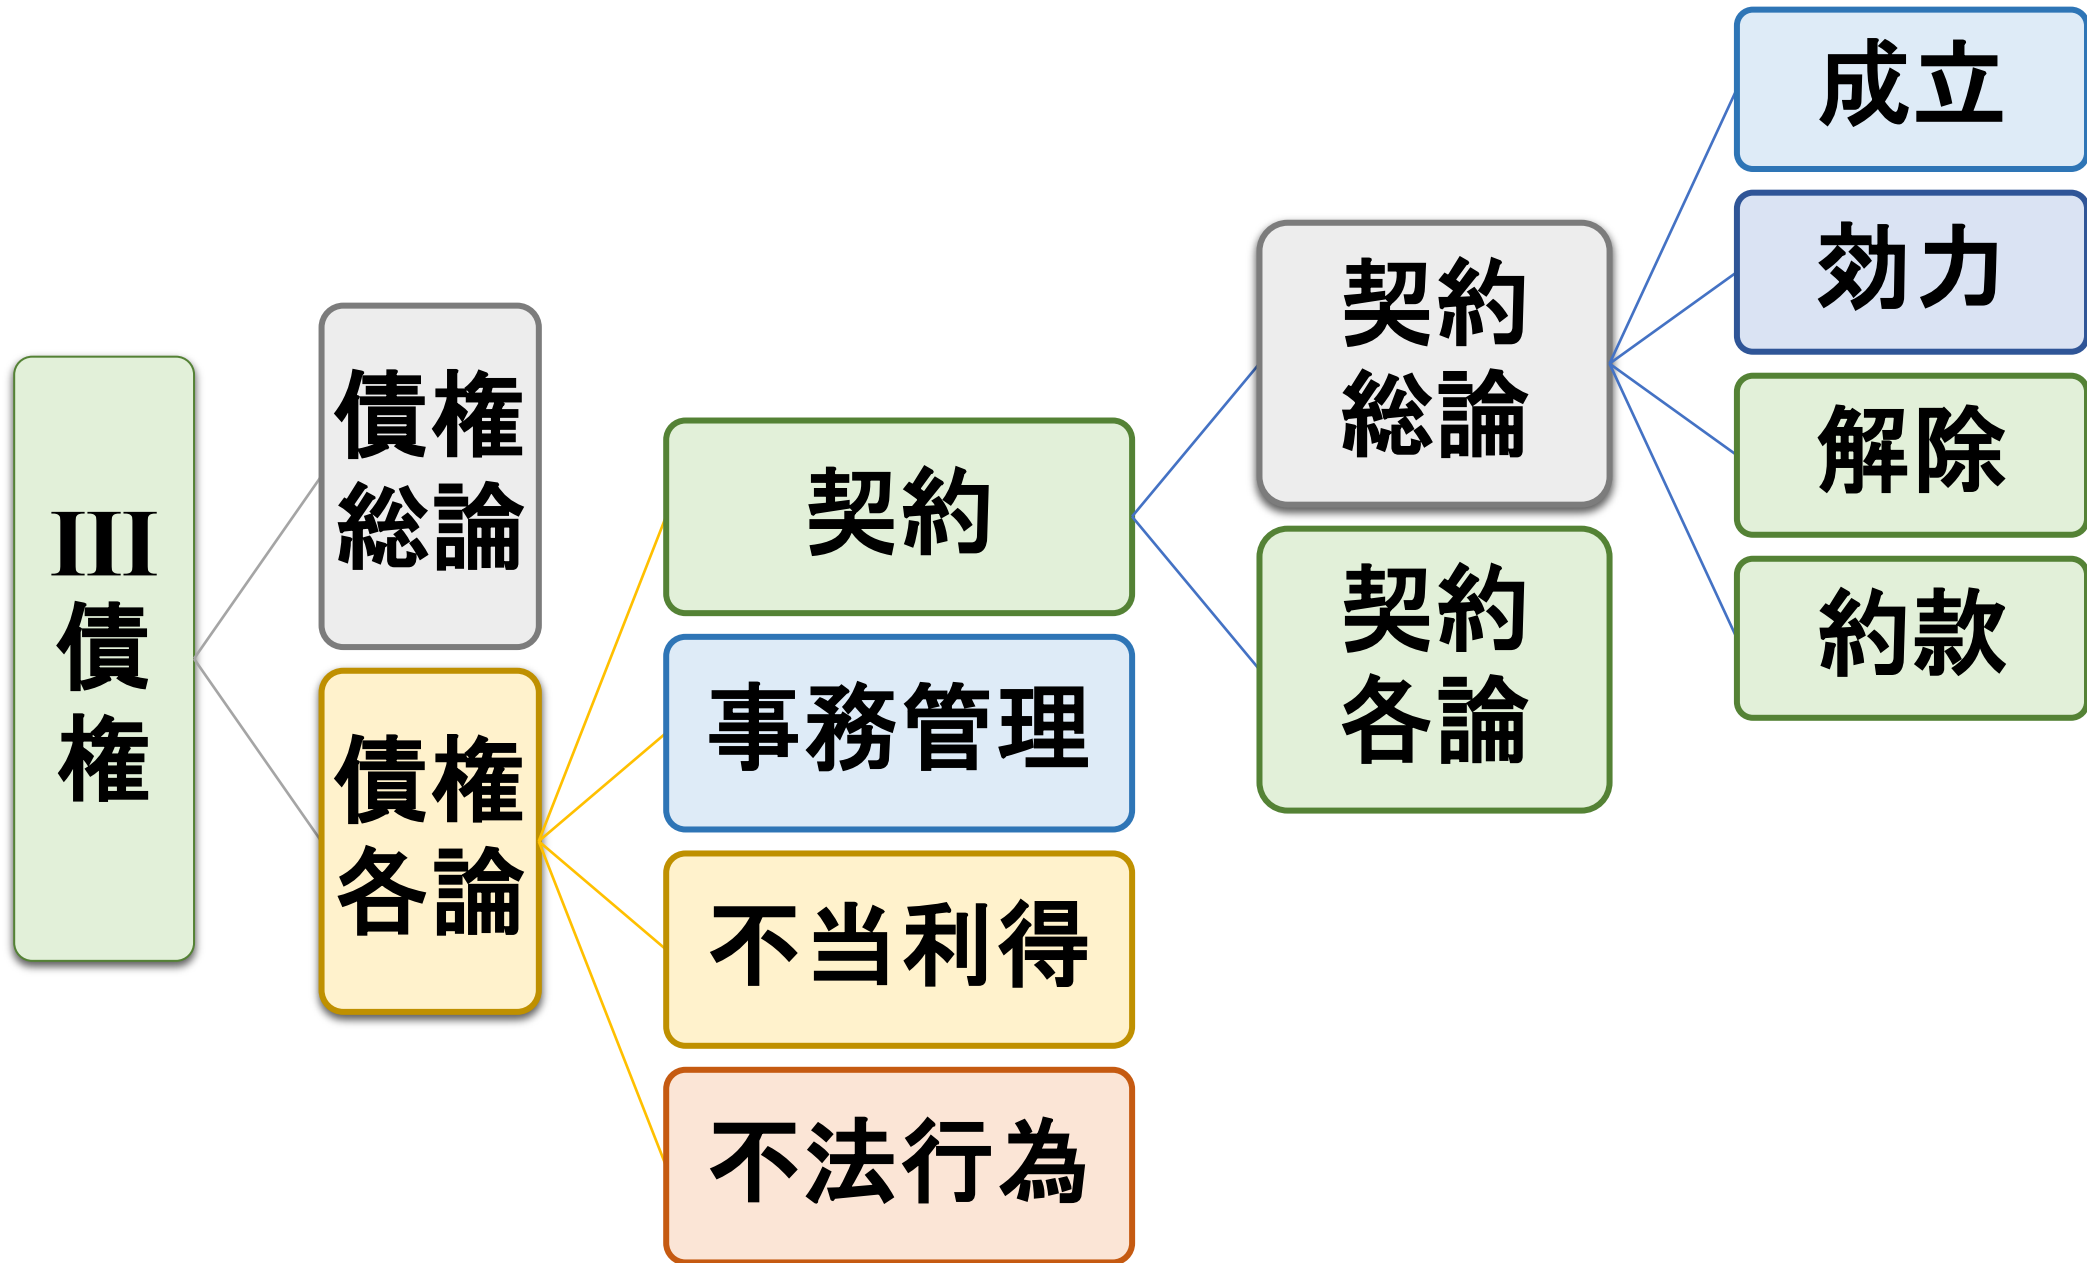 III
債
権
債権
総論
債権
各論
契約
事務管理
不当利得
不法行為
契約
総論
契約
各論
成立
効力
解除
約款